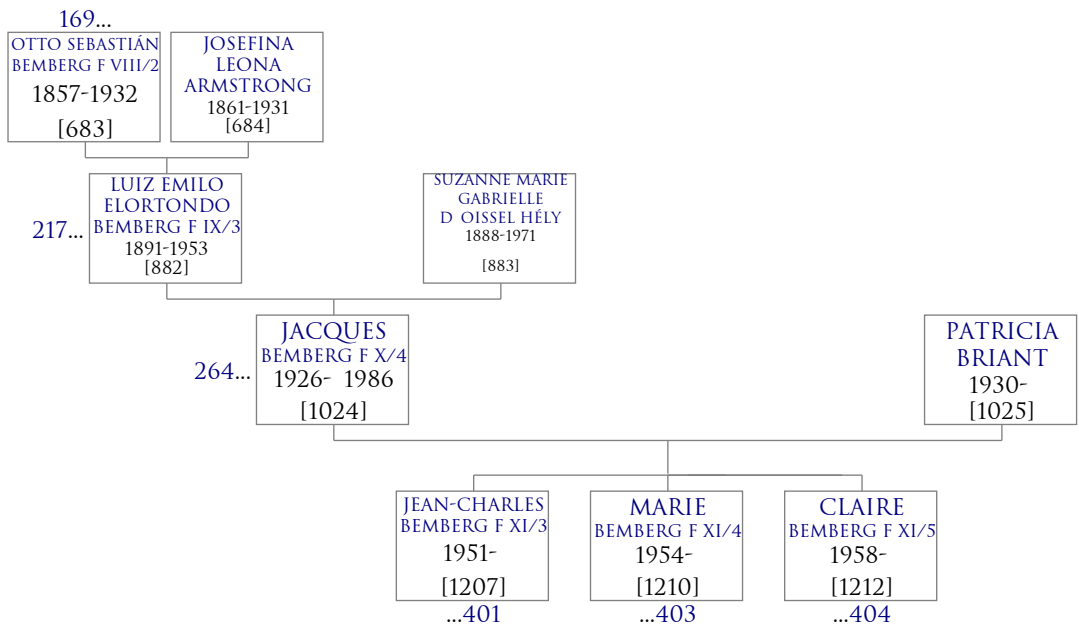 169...
OTTO SEBASTIÁN
BEMBERG F VIII/2
1857-1932
[683]
JOSEFINA
LEONA
ARMSTRONG
1861-1931
[684]
217...
LUIZ EMILO
ELORTONDO
BEMBERG F IX/3
1891-1953
[882]
SUZANNE MARIE
GABRIELLE
D OISSEL HÉLY
1888-1971
[883]
264...
JACQUES
BEMBERG F X/4
1926- 1986
[1024]
PATRICIA
BRIANT
1930-
[1025]
JEAN-CHARLES
BEMBERG F XI/3
1951-
[1207]
...401
MARIE
BEMBERG F XI/4
1954-
[1210]
...403
CLAIRE
BEMBERG F XI/5
1958-
[1212]
...404